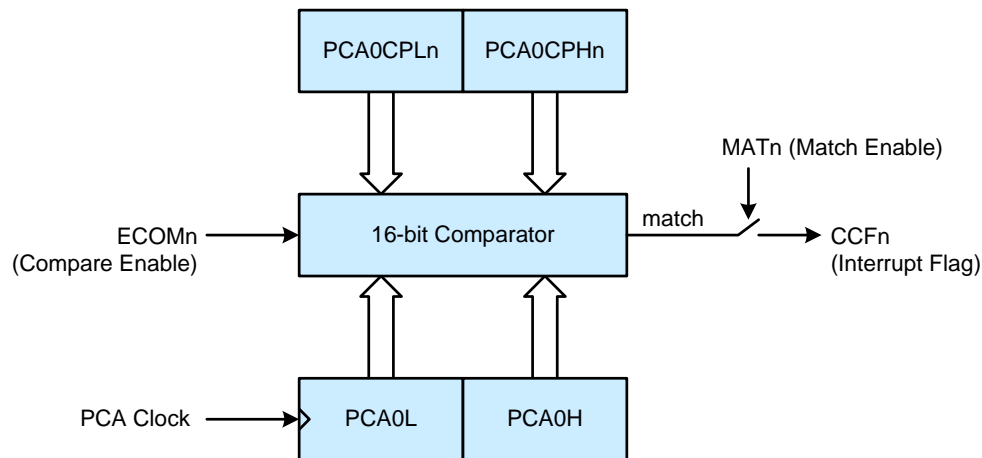 PCA0CPLn
PCA0CPHn
MATn (Match Enable)
ECOMn
(Compare Enable)
16-bit Comparator
match
CCFn
(Interrupt Flag)
PCA Clock
PCA0L
PCA0H